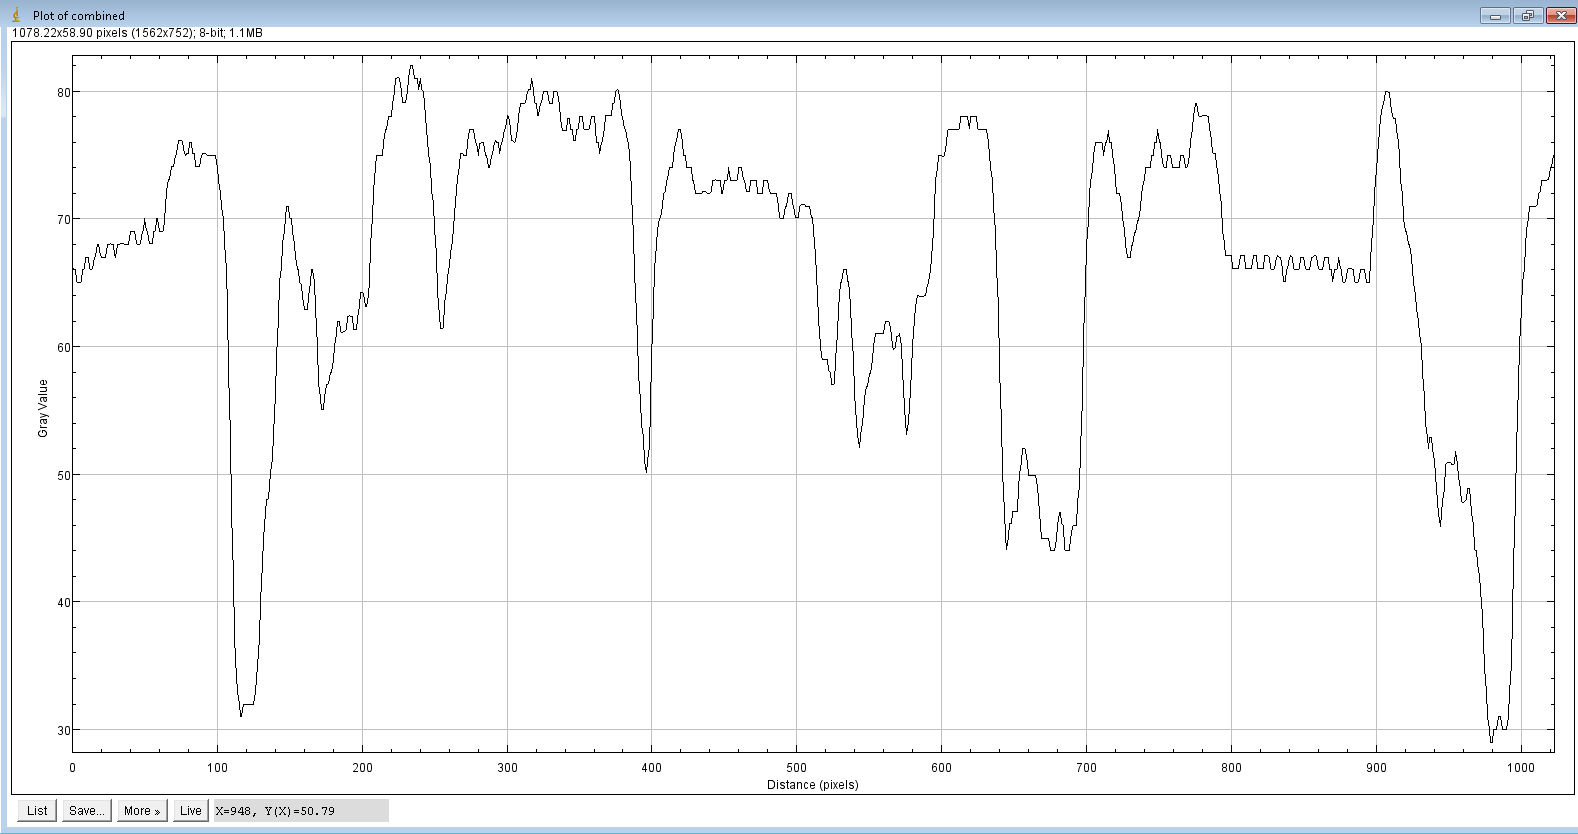 Plot of combined
1078.22x58.90 pixels (1562x752); 8-bit; 1.1MB
80
70
60
50
40
30
Gray Value
0 100 200 300 400 500 600 700 800 900 1000
Distance (pixels)
List Save... More » Live X=948, Y(X)=50.79